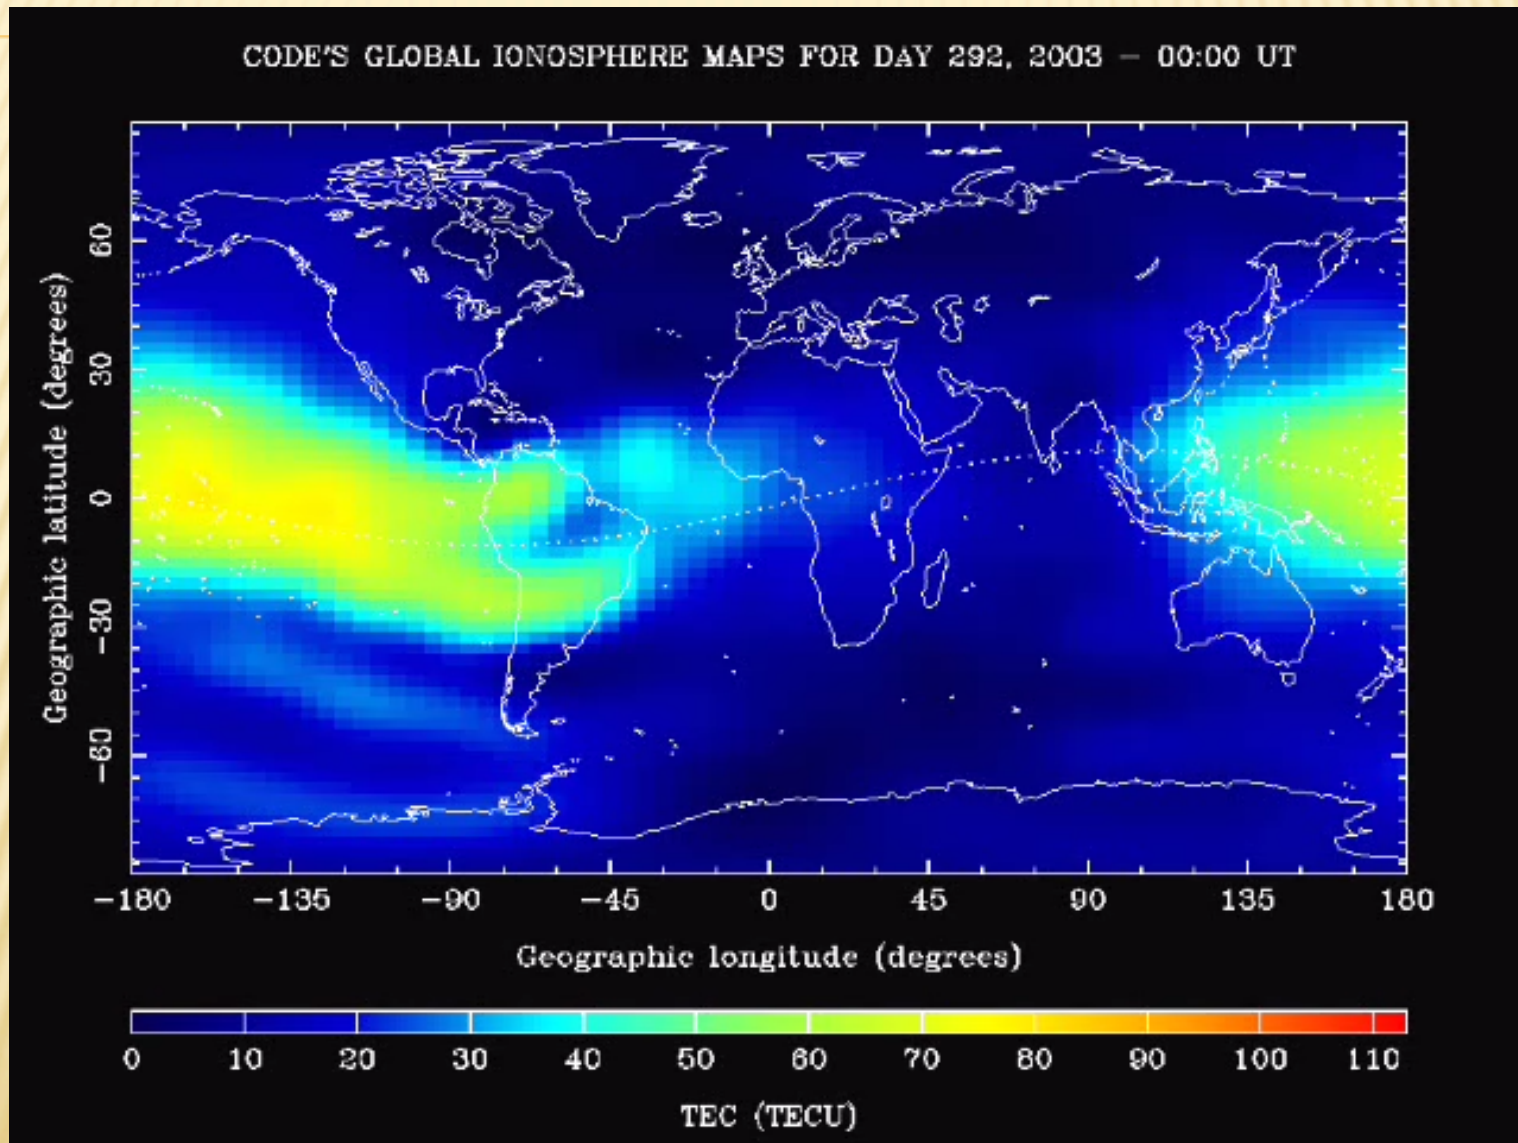 CODE'S GLOBAL IONOSPHERE MAPS FOR DAY 292, 2003 – 00:00 UT
Geographic latitude (degrees)
60
30
0
−30
−60
−180 −135 −90 −45 0 45 90 135 180
Geographic longitude (degrees)
0 10 20 30 40 50 60 70 80 90 100 110
TEC (TECU)